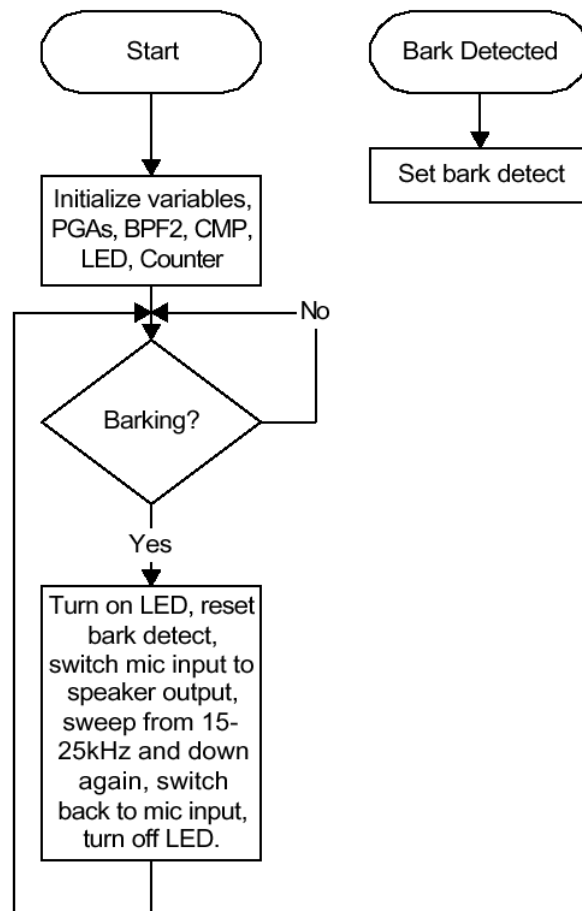 Start
Bark Detected
Initialize variables,
PGAs, BPF2, CMP,
LED, Counter
Set bark detect
No
Barking?
Yes
Turn on LED, reset
bark detect,
switch mic input to
speaker output,
sweep from 15-
25kHz and down
again, switch
back to mic input,
turn off LED.